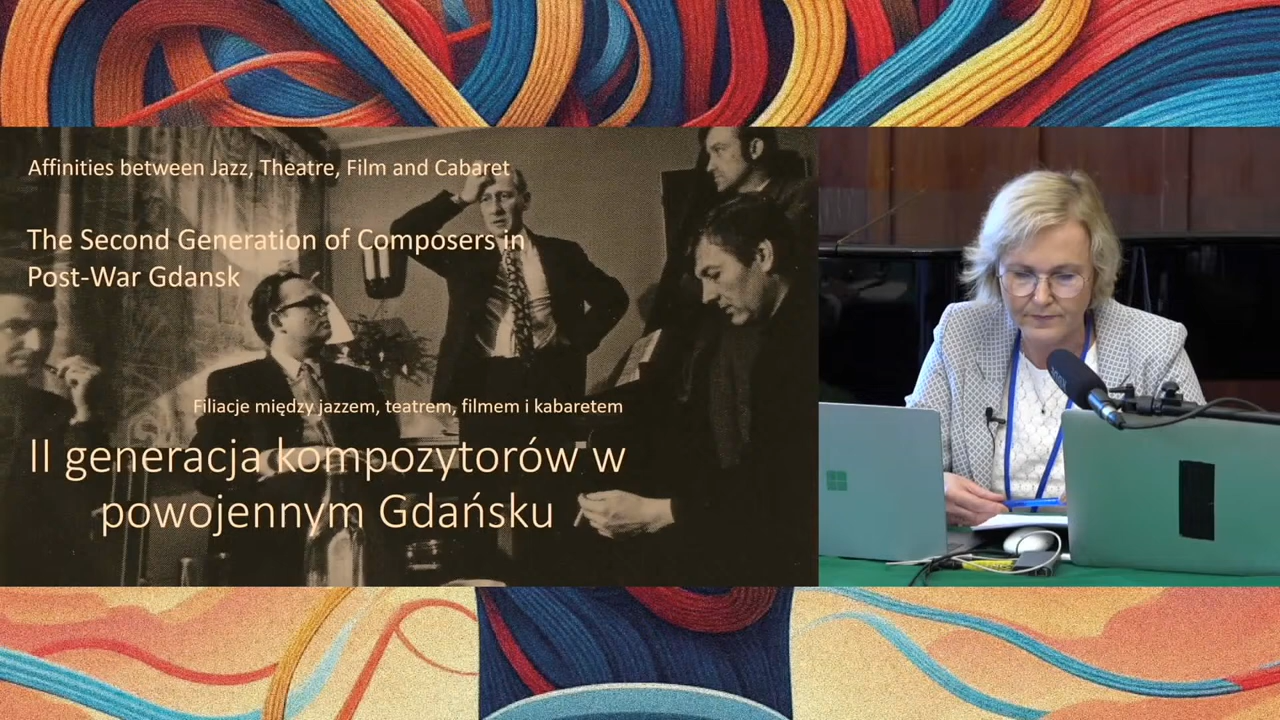 Affinities between Jazz, Theatre, Film and Cabaret
The Second Generation of Composers in
Post-War Gdansk
Filiacje między jazzem, teatrem, filmem i kabaretem
II generacja kompozytorów w
powojennym Gdańsku